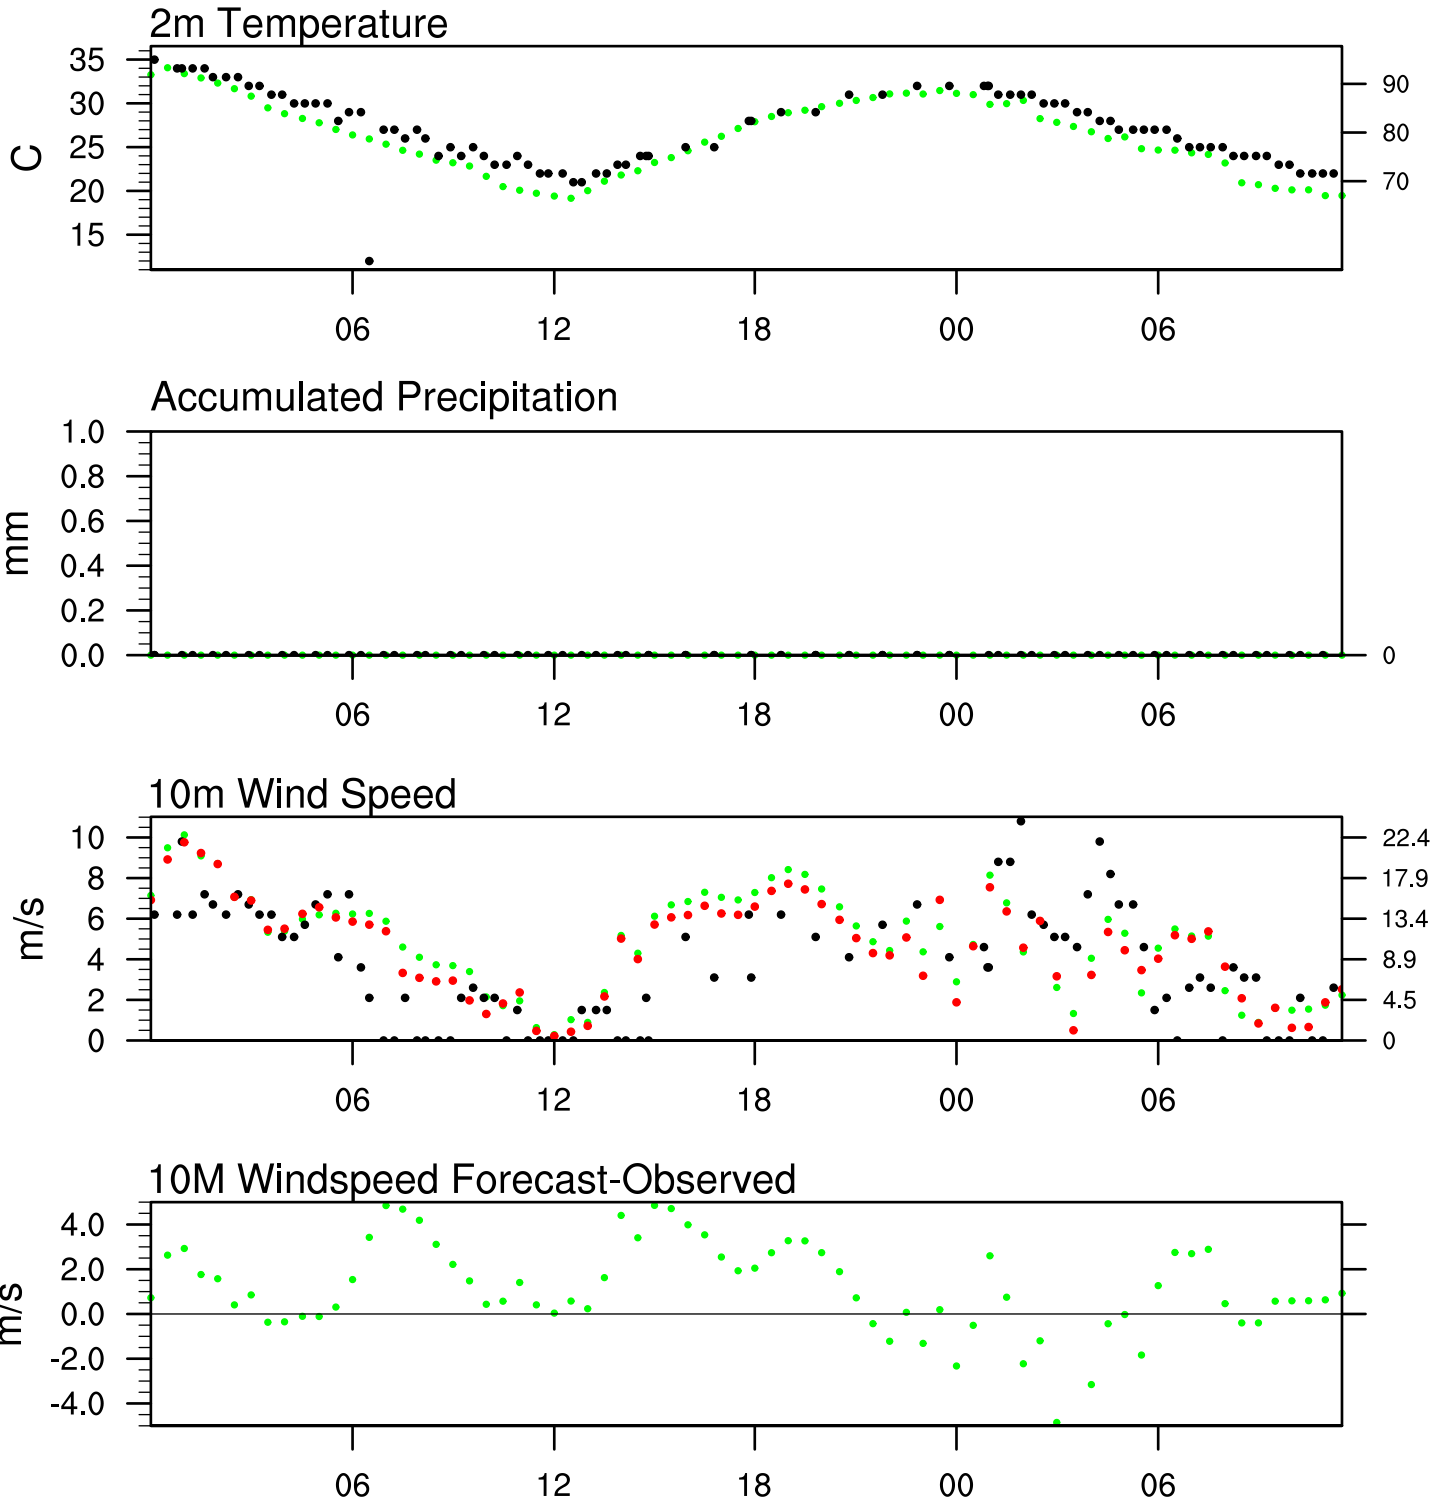 2m Temperature
35
30
25
20
15
C
90
80
70
06 12 18 00 06
Accumulated Precipitation
1.0
0.8
0.6
0.4
0.2
0.0
mm
0
06 12 18 00 06
10m Wind Speed
10
8
6
4
2
0
m/s
22.4
17.9
13.4
8.9
4.5
0
06 12 18 00 06
10M Windspeed Forecast-Observed
4.0
2.0
0.0
-2.0
-4.0
m/s
06 12 18 00 06